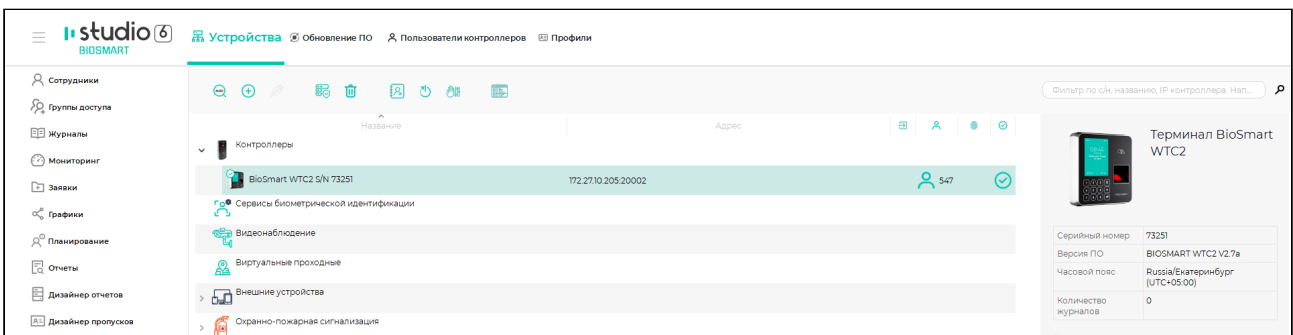 studio 6
BIOSMART
Устройства
Обновление ПО
Пользователи контроллеров
Профили
Сотрудники
Группы доступа
Журналы
Мониторинг
Заявки
Графики
Планирование
Отчеты
Дизайнер отчетов
Дизайнер пропусков
Фильтр по с/н, названию, IP контроллера. Нап...
Название
Адрес
Контроллеры
BioSmart WTC2 S/N 73251
172.27.10.205:20002
547
Сервисы биометрической идентификации
Видеонаблюдение
Виртуальные проходные
Внешние устройства
Охранно-пожарная сигнализация
Терминал BioSmart
WTC2
Серийный номер 73251
Версия ПО BIOSMART WTC2 V2.7a
Часовой пояс Russia/Екатеринбург
(UTC+05:00)
Количество 0
журналов